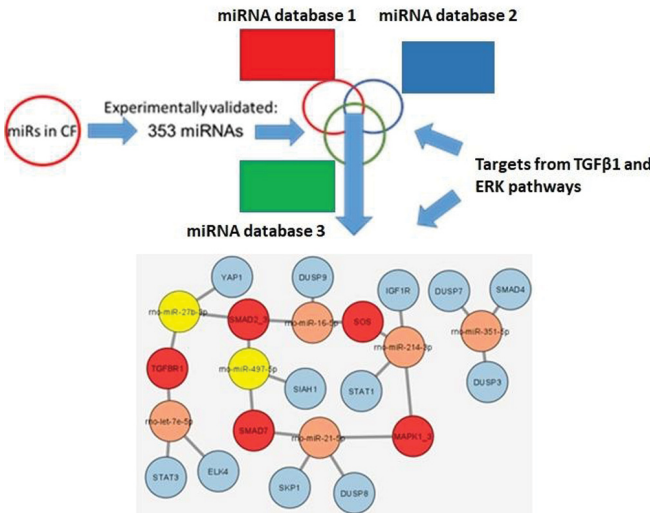 miRNA database 1
miRNA database 2
Experimentally validated:
miRs in CF
353 miRNAs
Targets from TGFβ1 and
ERK pathways
miRNA database 3
YAP1
DUSP9
IGF1R
DUSP7
SMAD4
rno-miR-27b-3p
SMAD2_3
rno-miR-16-5p
SOS
rno-miR-214-3p
rno-miR-351-5p
TGFBR1
rno-miR-497-5p
SIAH1
STAT1
DUSP3
rno-let-7e-5p
SMAD7
rno-miR-21-5p
MAPK1_3
STAT3
ELK4
SKP1
DUSP8